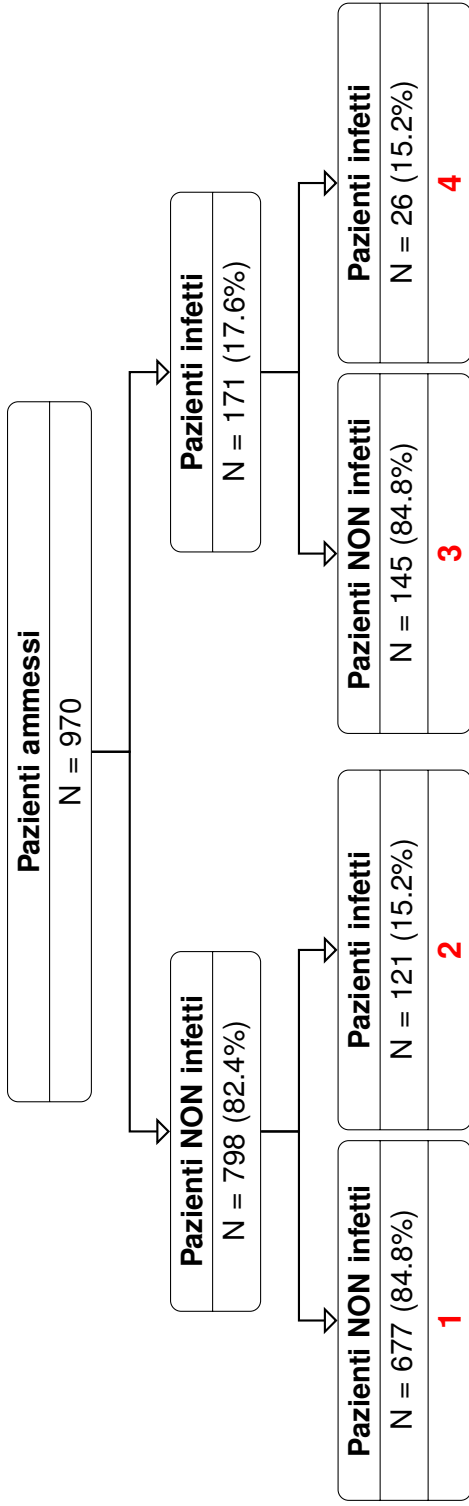 Pazienti ammessi
N = 970
Pazienti NON infetti
N = 798 (82.4%)
Pazienti infetti
N = 171 (17.6%)
Pazienti NON infetti
N = 677 (84.8%)
1
Pazienti infetti
N = 121 (15.2%)
2
Pazienti NON infetti
N = 145 (84.8%)
3
Pazienti infetti
N = 26 (15.2%)
4